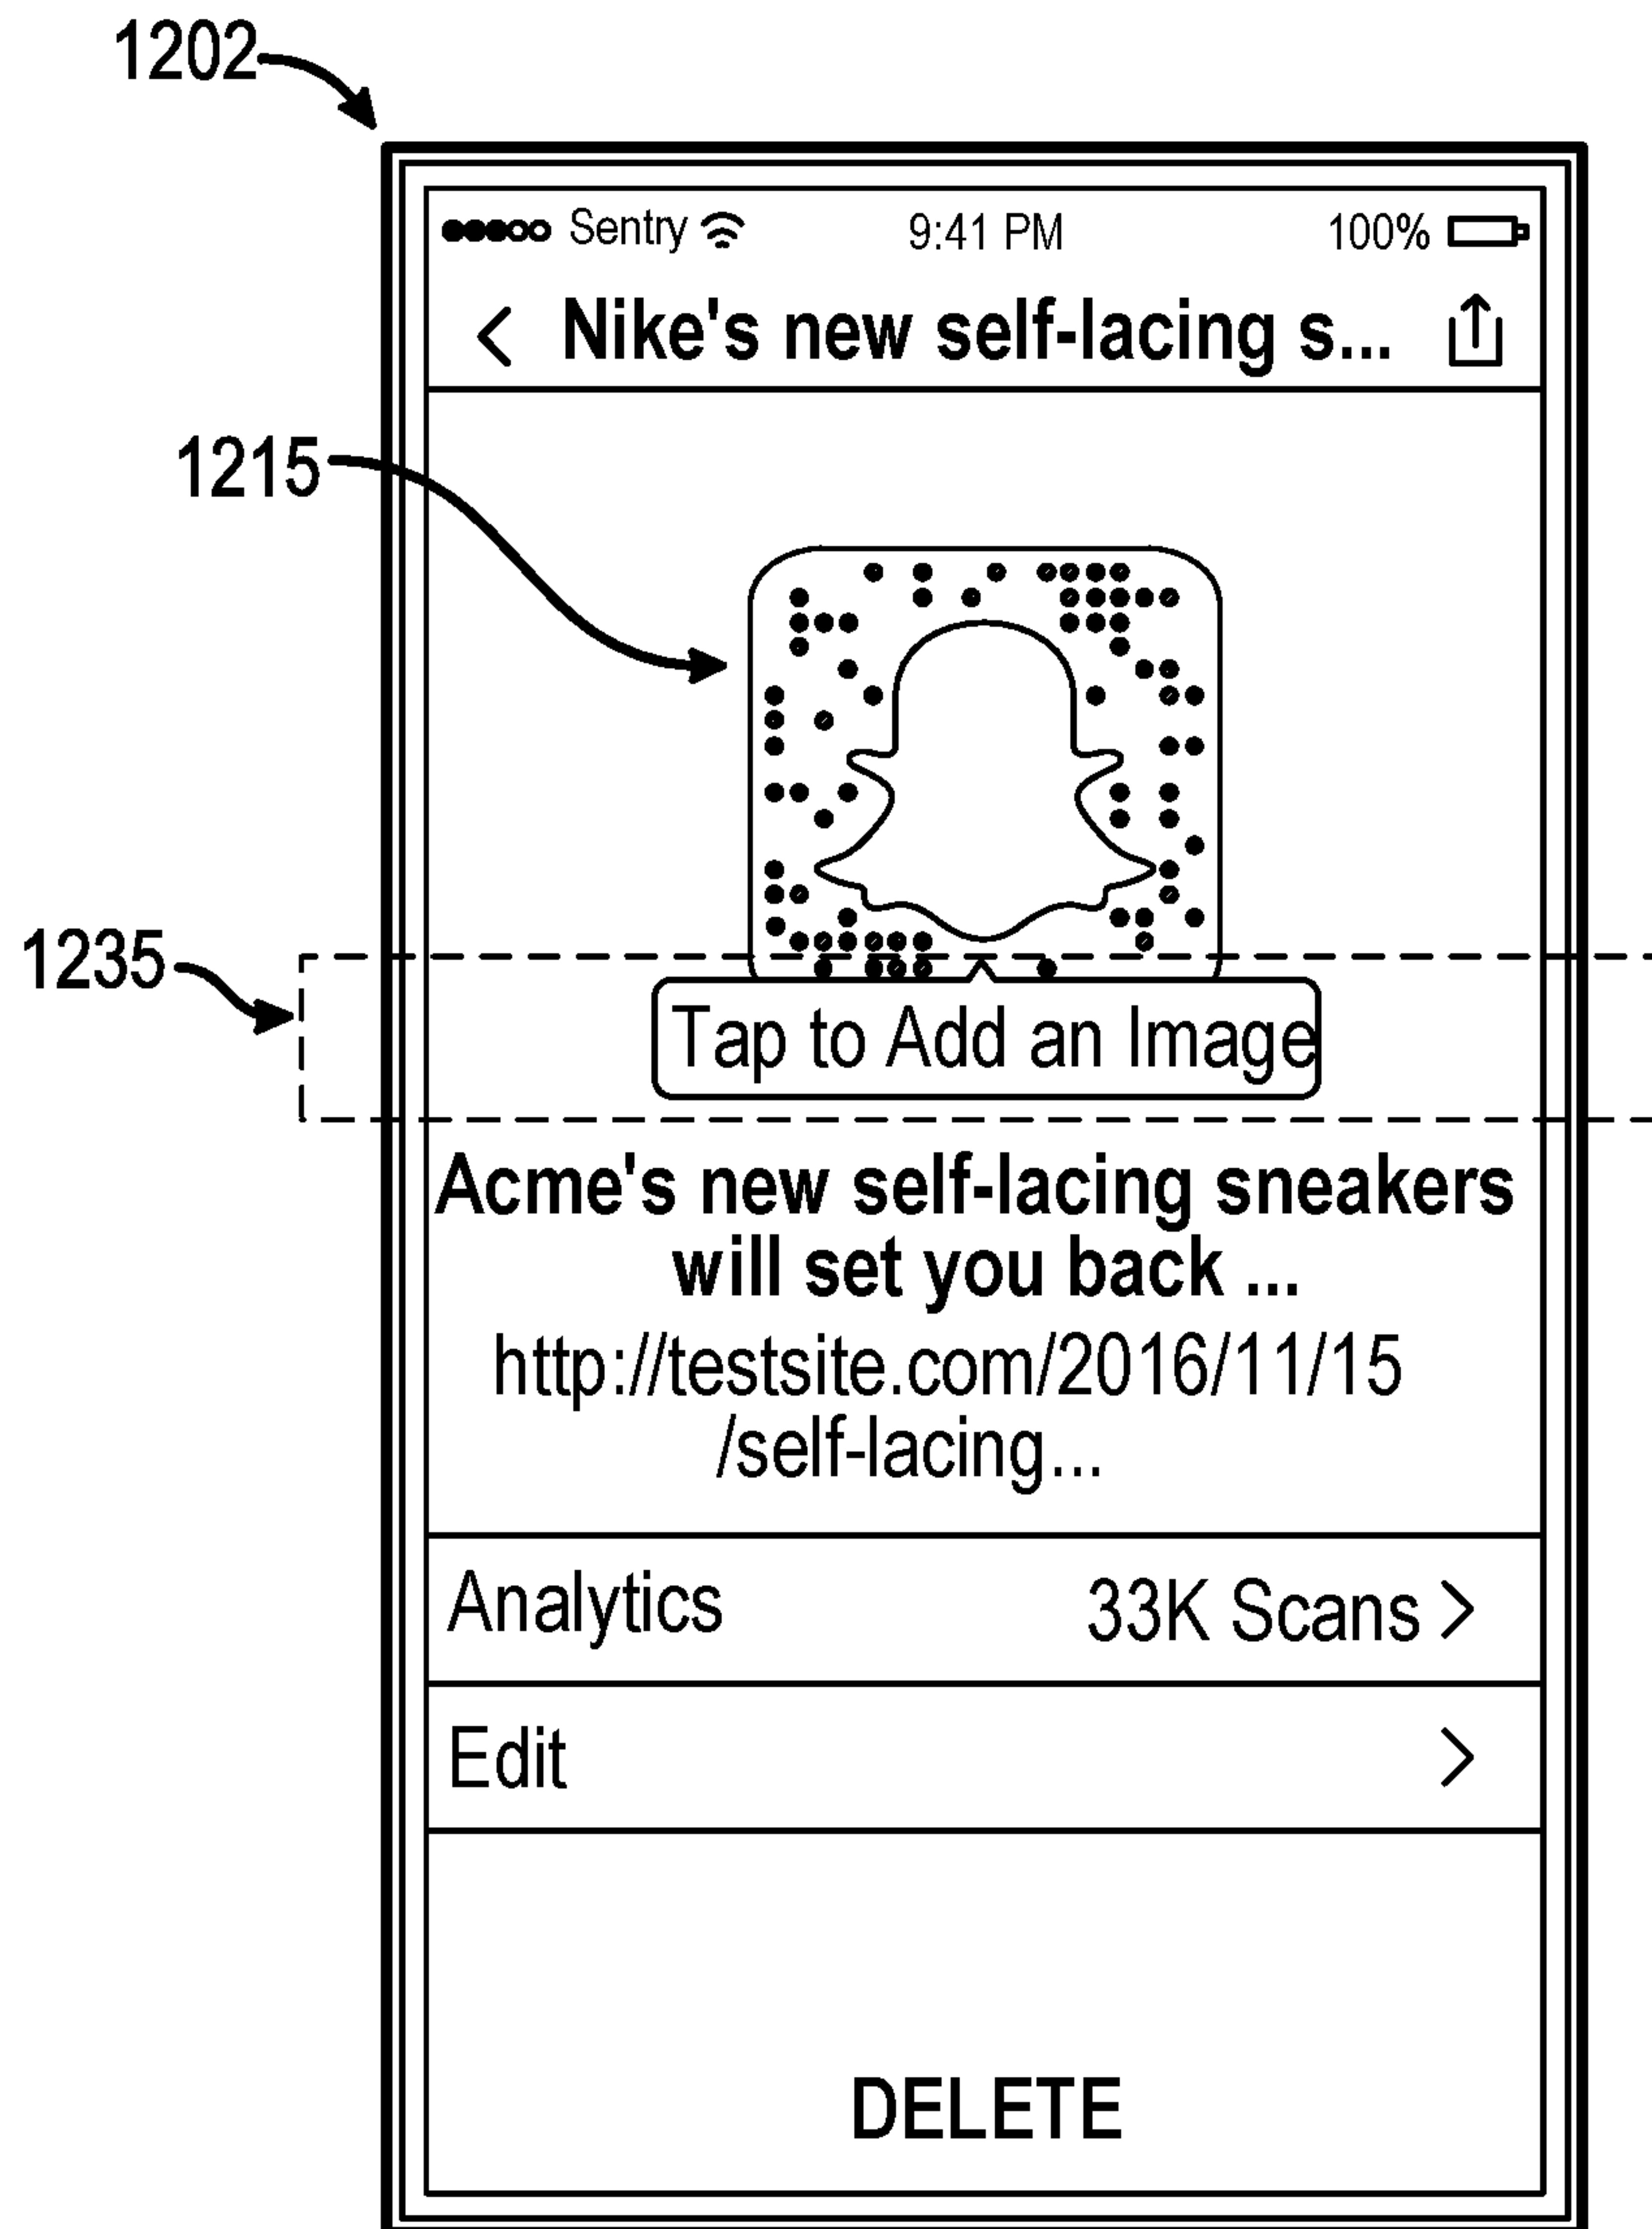 1202
Sentry 9:41 PM 100%
< Nike's new self-lacing s...
1215
1235
Tap to Add an Image
Acme's new self-lacing sneakers
will set you back ...
http://testsite.com/2016/11/15
/self-lacing...
Analytics 33K Scans >
Edit >
DELETE